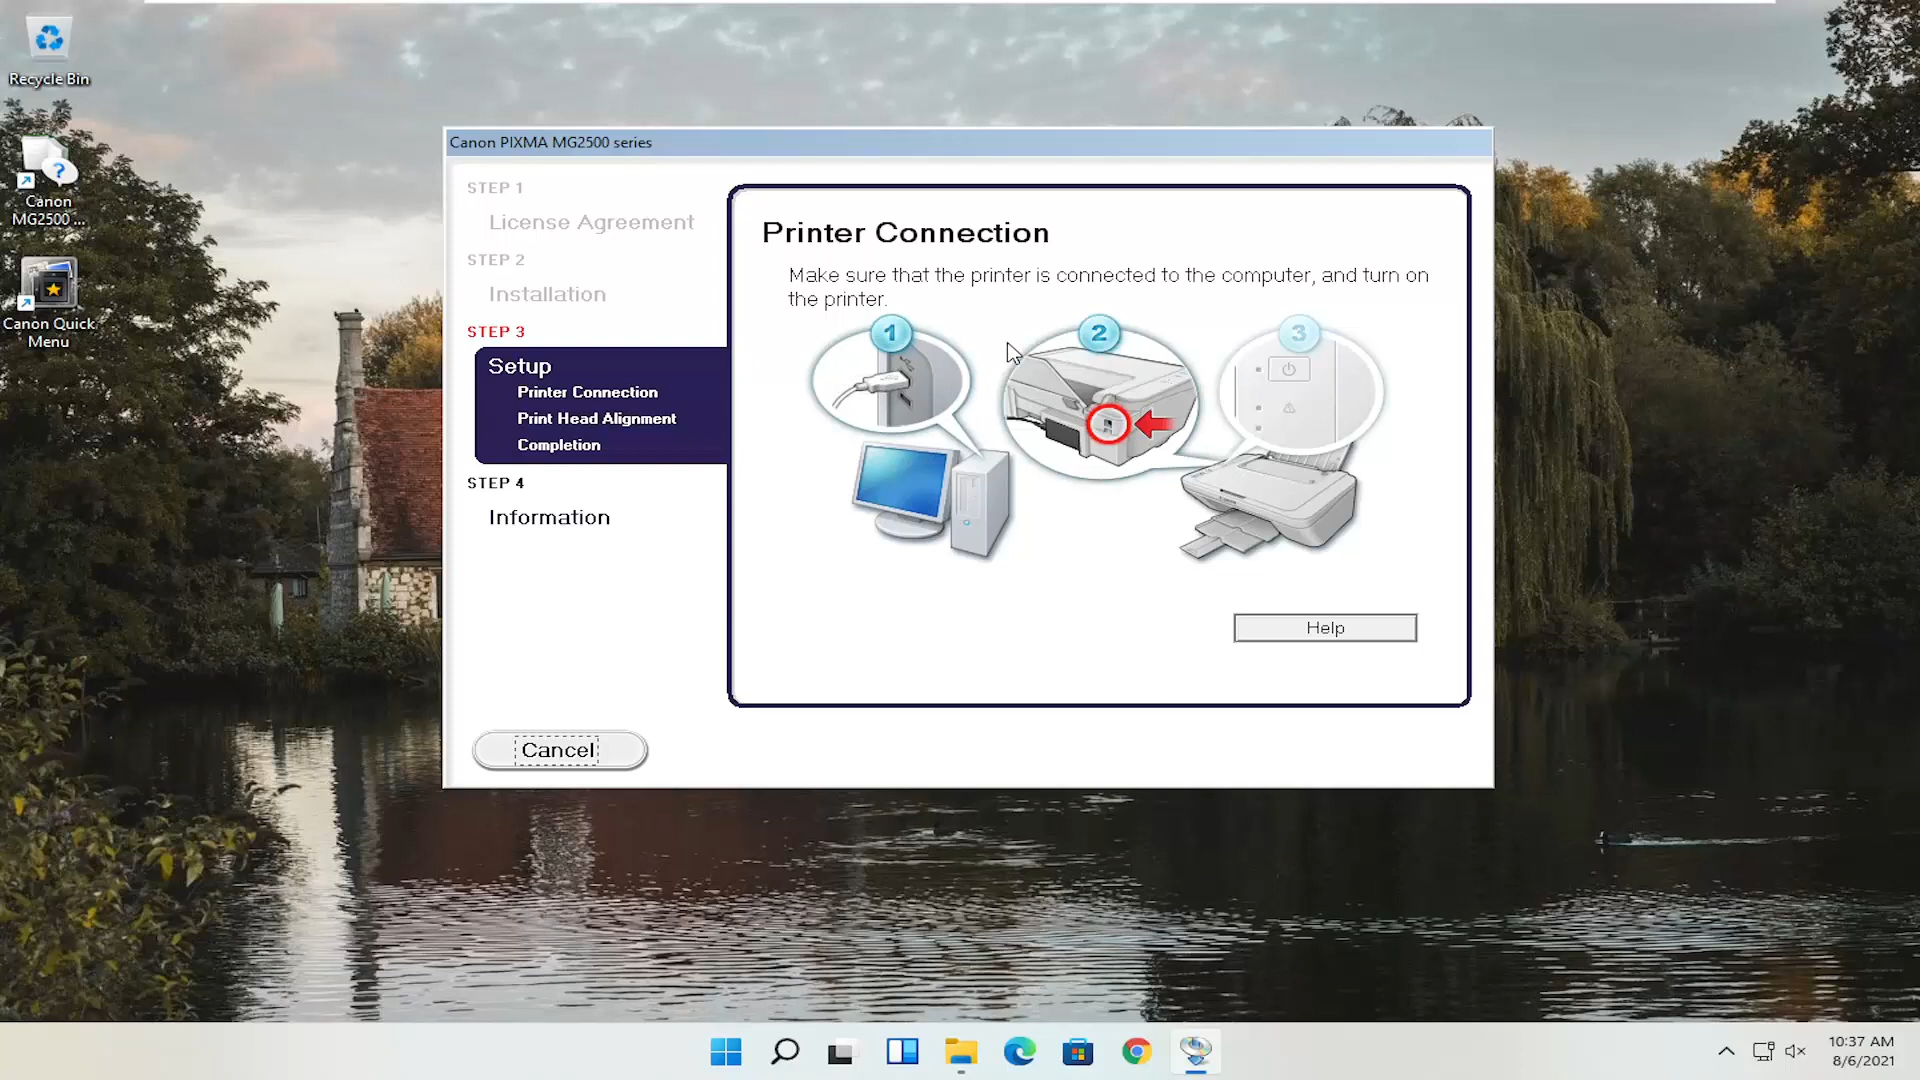 Recycle Bin
Canon
MG2500 ...
Canon Quick
Menu
Canon PIXMA MG2500 series
STEP 1
License Agreement
STEP 2
Installation
STEP 3
Setup
Printer Connection
Print Head Alignment
Completion
STEP 4
Information
Cancel
Printer Connection
Make sure that the printer is connected to the computer, and turn on
the printer.
1
2
3
Help
10:37 AM
8/6/2021